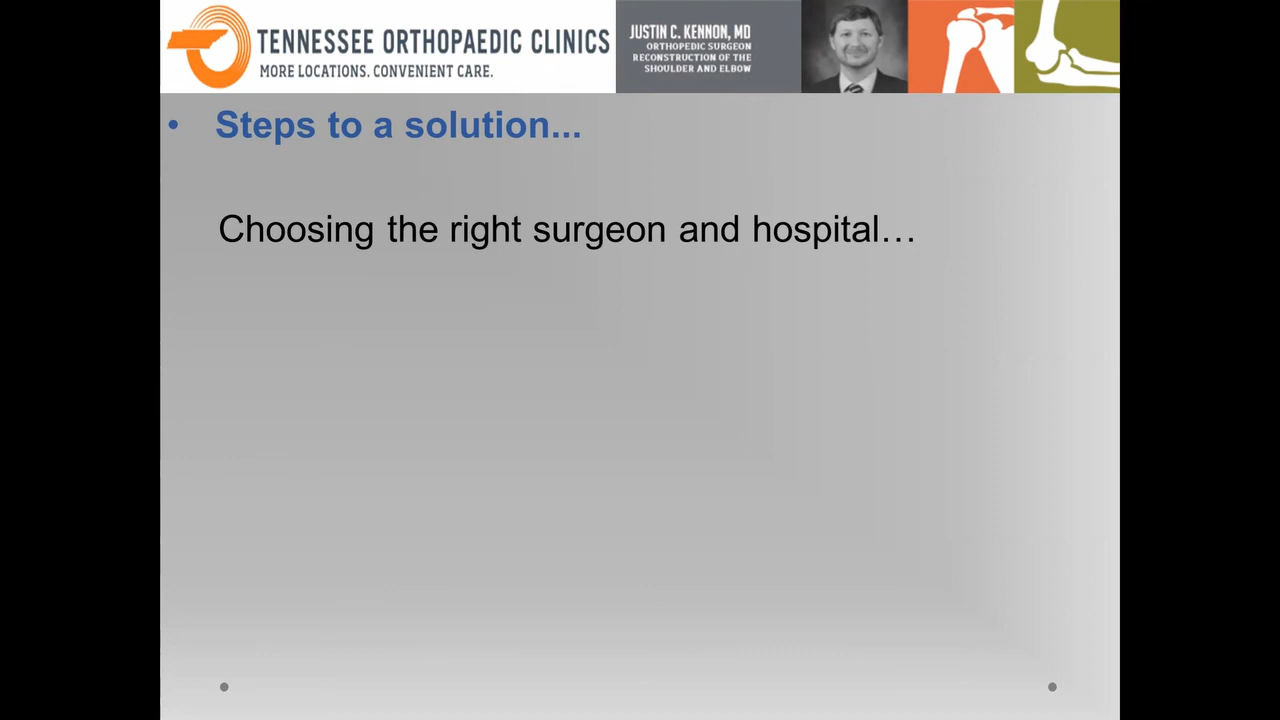 TENNESSEE ORTHOPAEDIC CLINICS
MORE LOCATIONS. CONVENIENT CARE.
JUSTIN C. KENNON, MD
ORTHOPEDIC SURGEON
RECONSTRUCTION OF THE
SHOULDER AND ELBOW
• Steps to a solution...
Choosing the right surgeon and hospital…